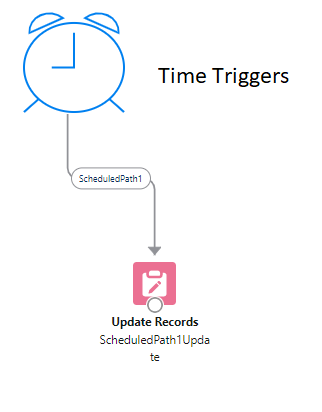 Time Triggers
ScheduledPath1
Update Records
ScheduledPath1Upda
te